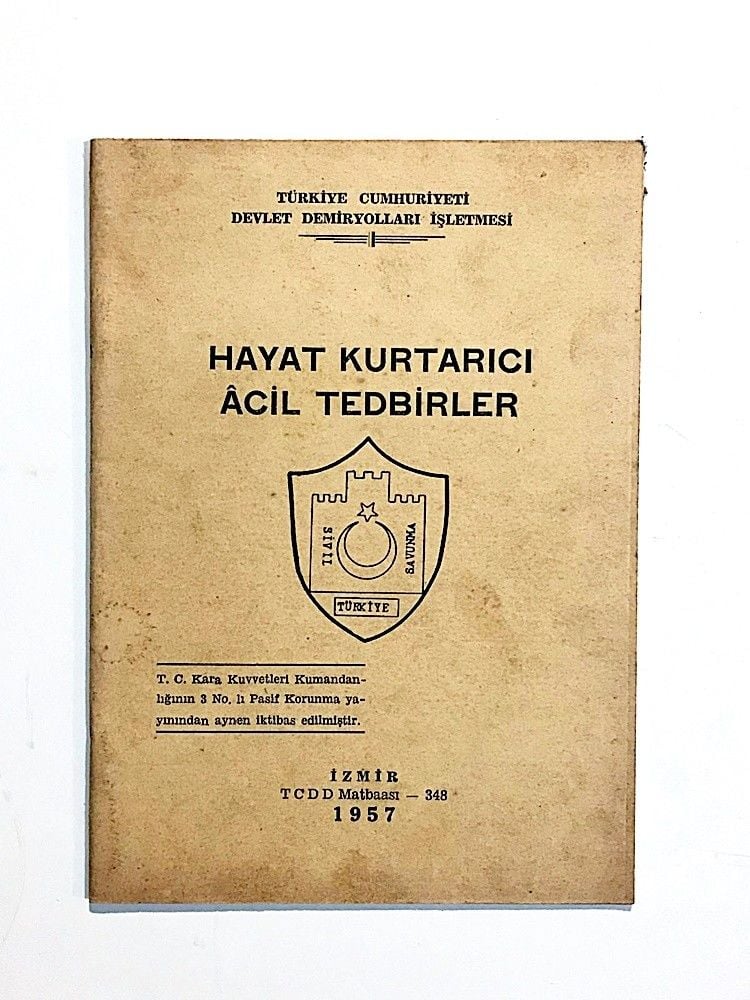 TÜRKİYE CUMHURİYETİ
DEVLET DEMİRYOLLARI İŞLETMESİ
HAYAT KURTARICI
ÂCİL TEDBİRLER
SİVİL
SAVUNMA
TÜRKİYE
T. C. Kara Kuvvetleri Kumandan-
lığının 3 No. lı Pasif Korunma ya-
yınından aynen iktibas edilmiştir.
İZMİR
TCDD Matbaası — 348
1957